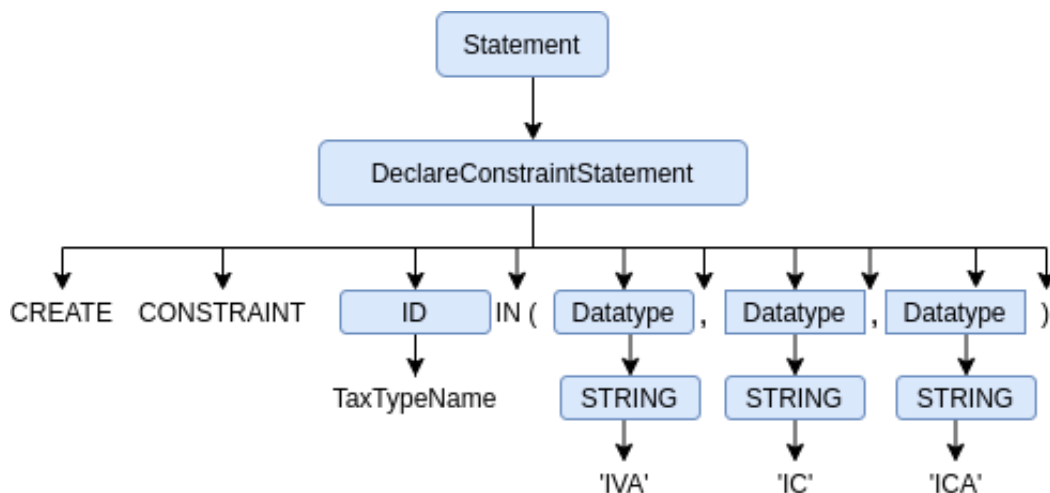 Statement
DeclareConstraintStatement
CREATE CONSTRAINT ID IN ( Datatype , Datatype , Datatype )
TaxTypeName STRING STRING STRING
'IVA' 'IC' 'ICA'